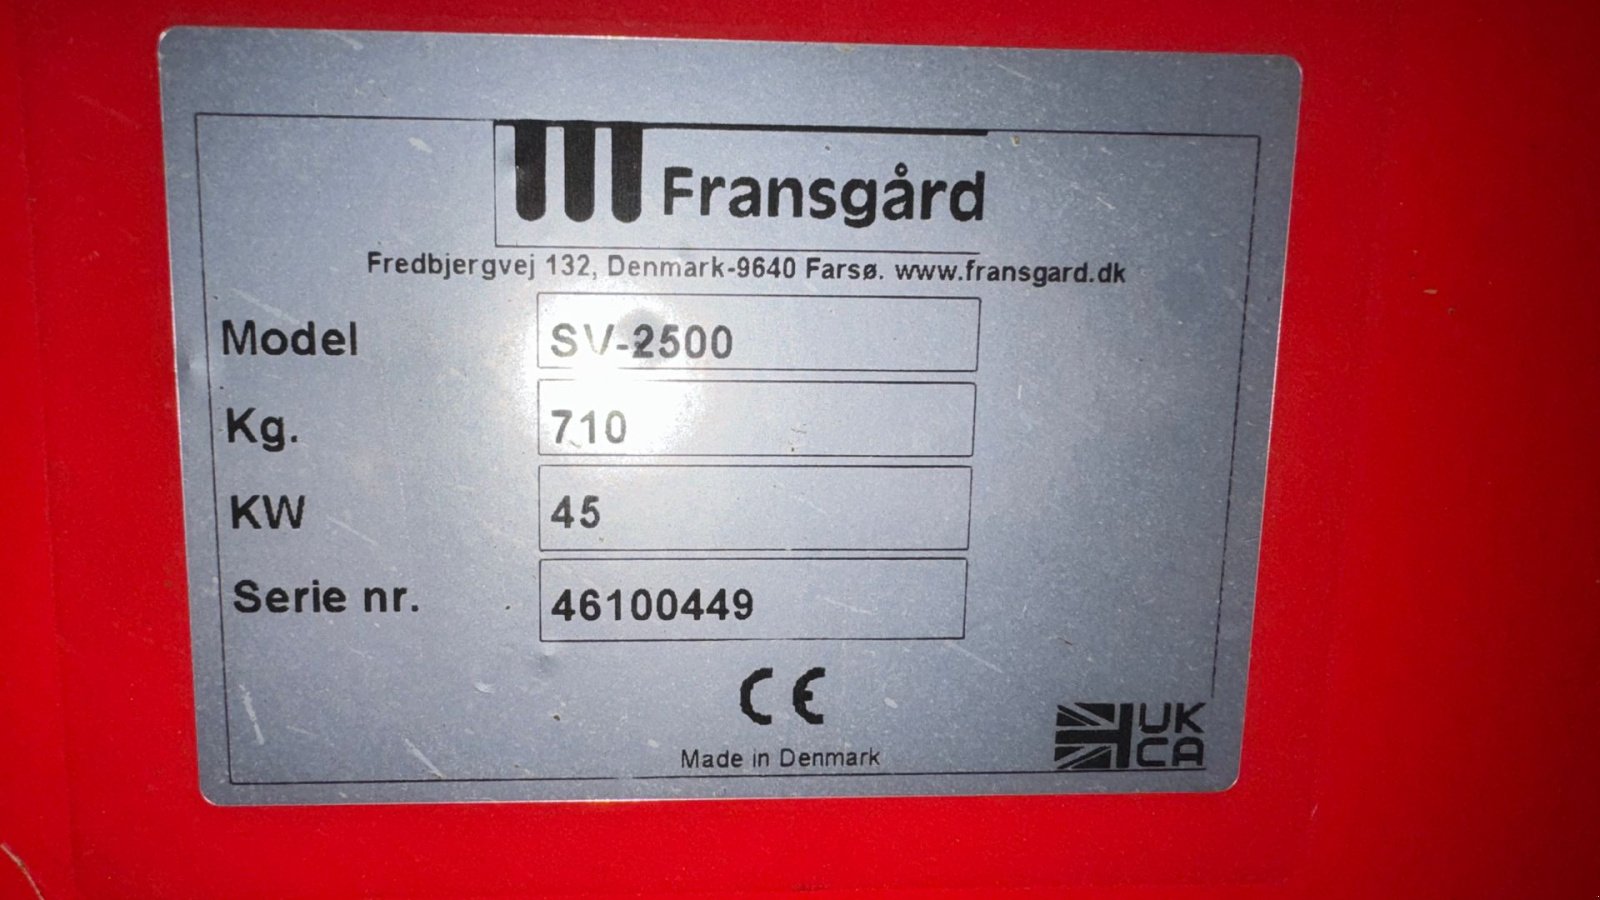 Fransgård
Fredbjergvej 132, Denmark-9640 Farsø. www.fransgard.dk
Model SV-2500
Kg. 710
KW 45
Serie nr. 46100449
CE
Made in Denmark
UK
CA